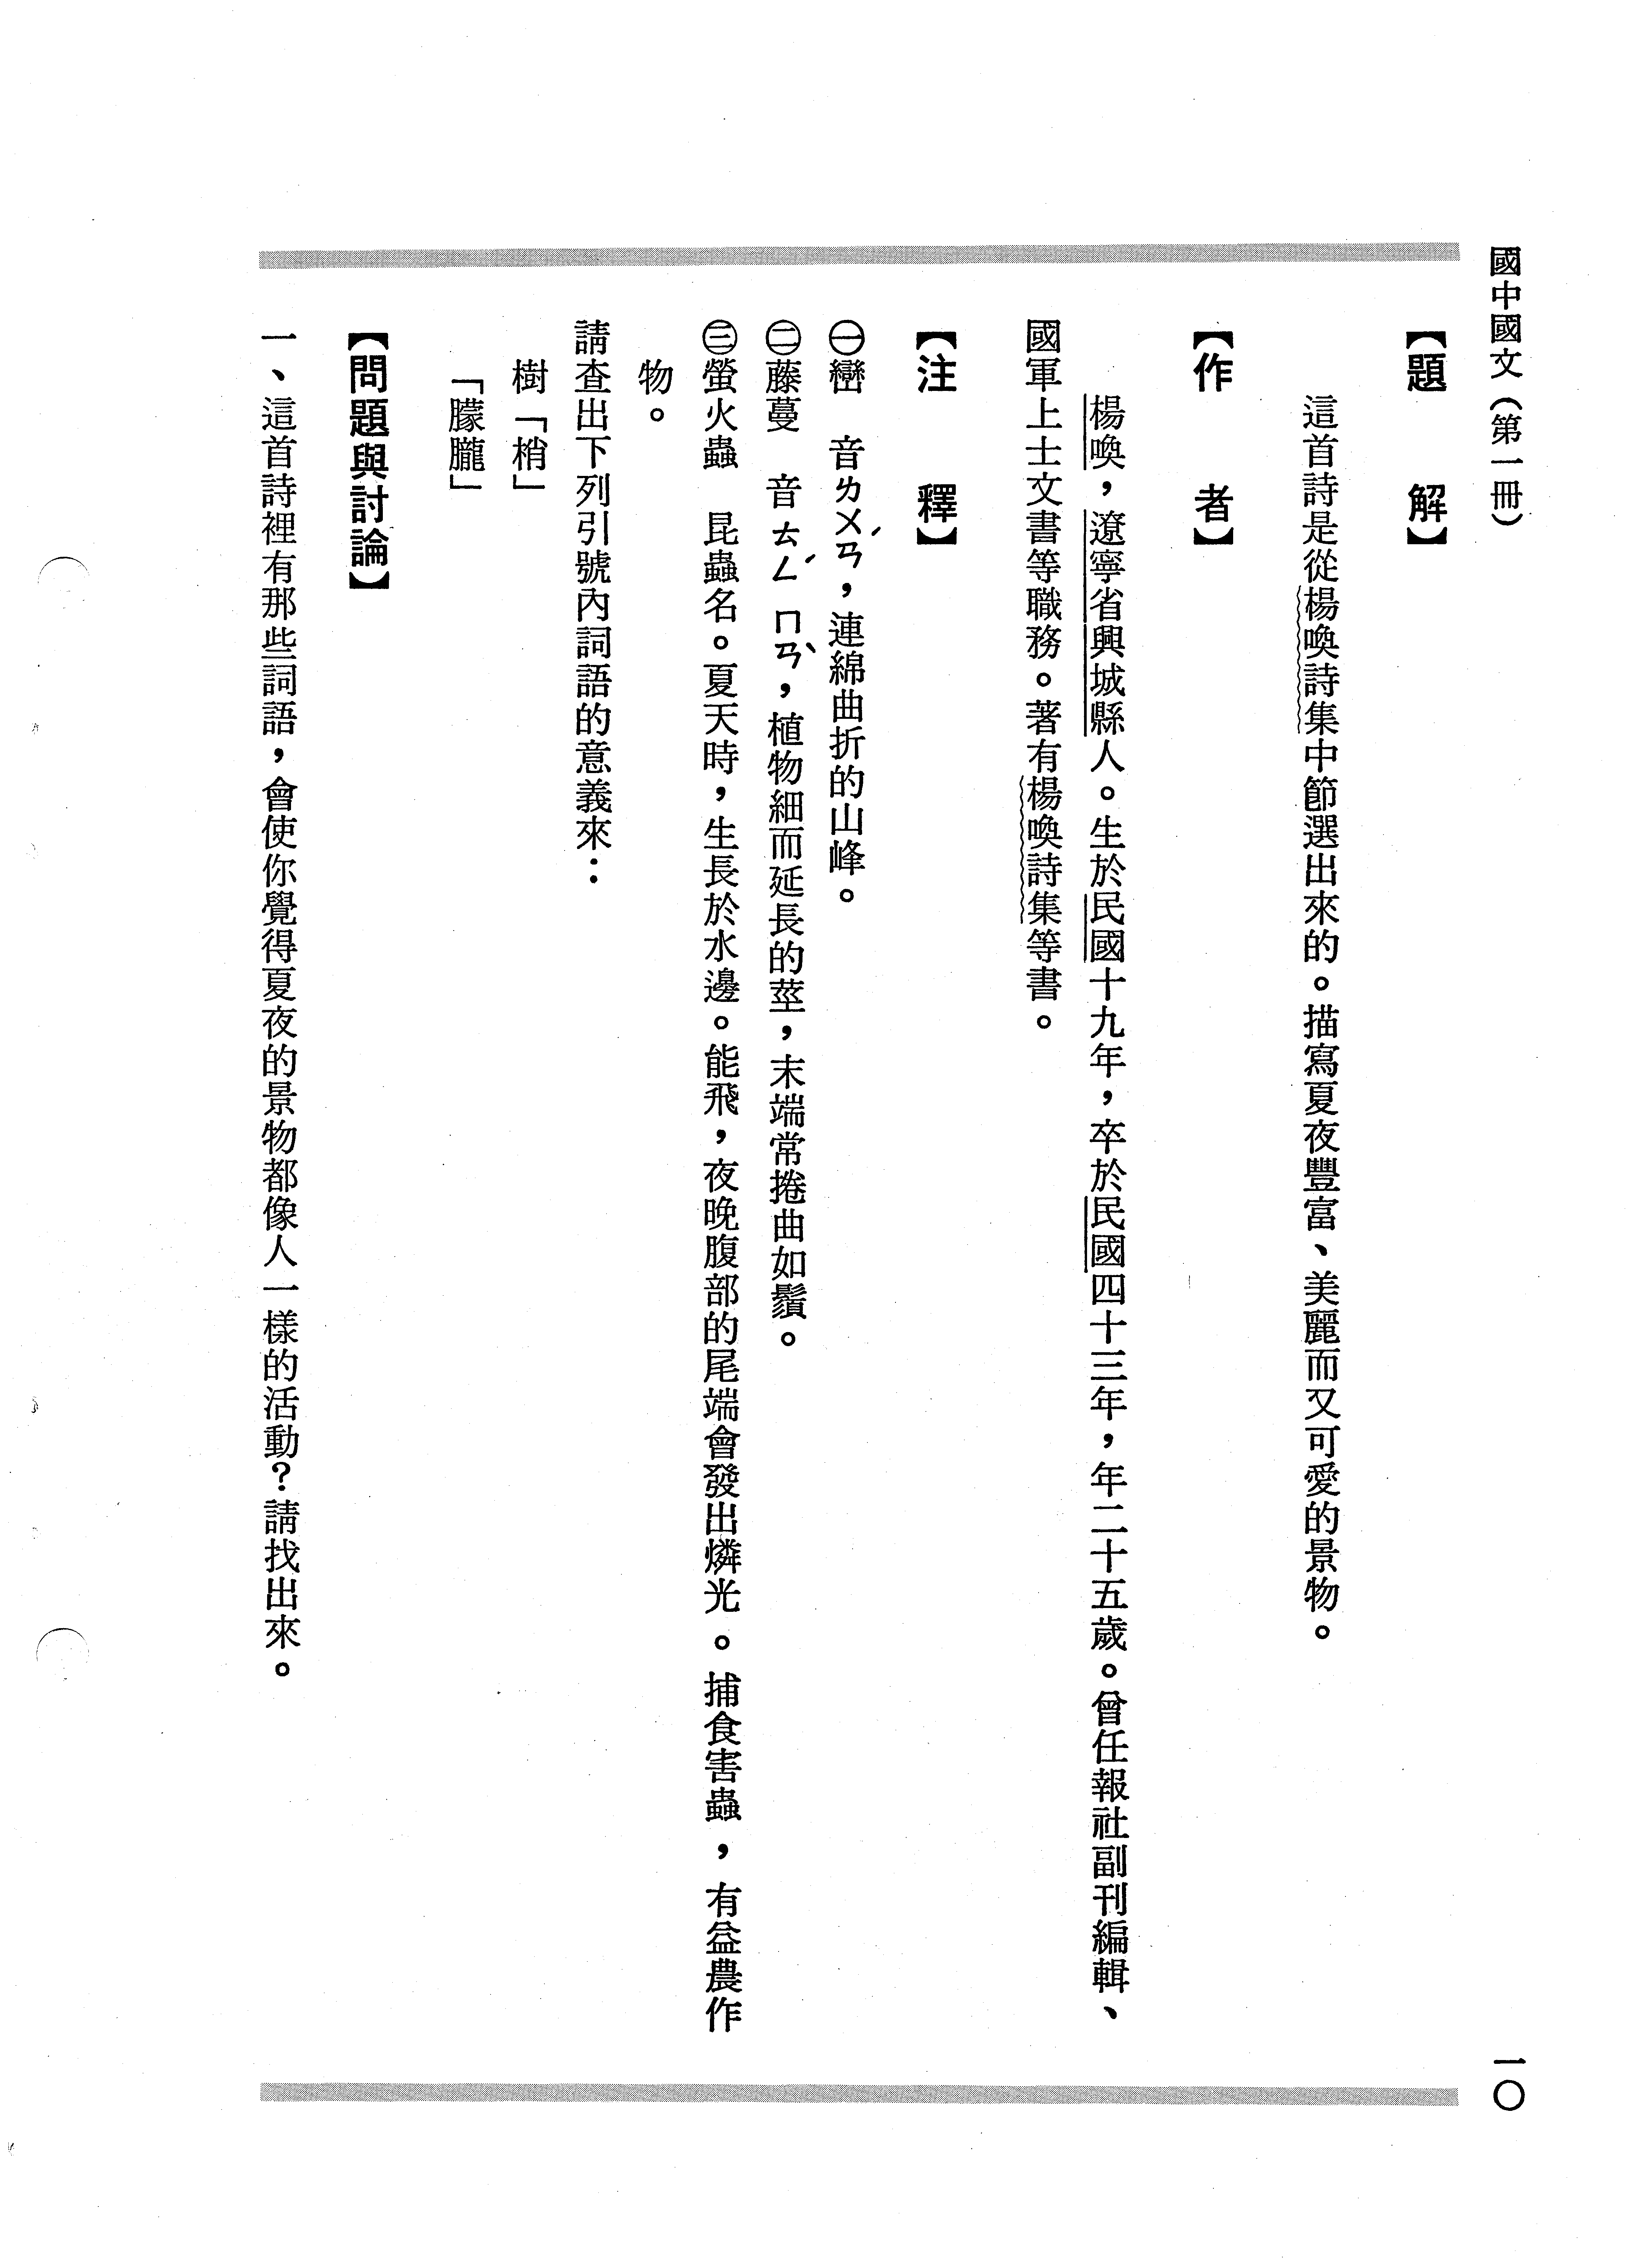 國中國文(第一冊)
一〇
【題　解】
這首詩是從楊喚詩集中節選出來的。描寫夏夜豐富、美麗而又可愛的景物。
【作　者】
楊喚，遼寧省興城縣人。生於民國十九年，卒於民國四十三年，年二十五歲。曾任報社副刊編輯、
國軍上士文書等職務。著有楊喚詩集等書。
【注　釋】
㊀巒　音ㄌㄨㄢˊ，連綿曲折的山峰。
㊁藤蔓　音ㄊㄥˊ ㄇㄢˋ，植物細而延長的莖，末端常捲曲如鬚。
㊂螢火蟲　昆蟲名。夏天時，生長於水邊。能飛，夜晚腹部的尾端會發出燐光。捕食害蟲，有益農作
物。
請查出下列引號內詞語的意義來：
樹「梢」
「朦朧」
【問題與討論】
一、這首詩裡有那些詞語，會使你覺得夏夜的景物都像人一樣的活動？請找出來。